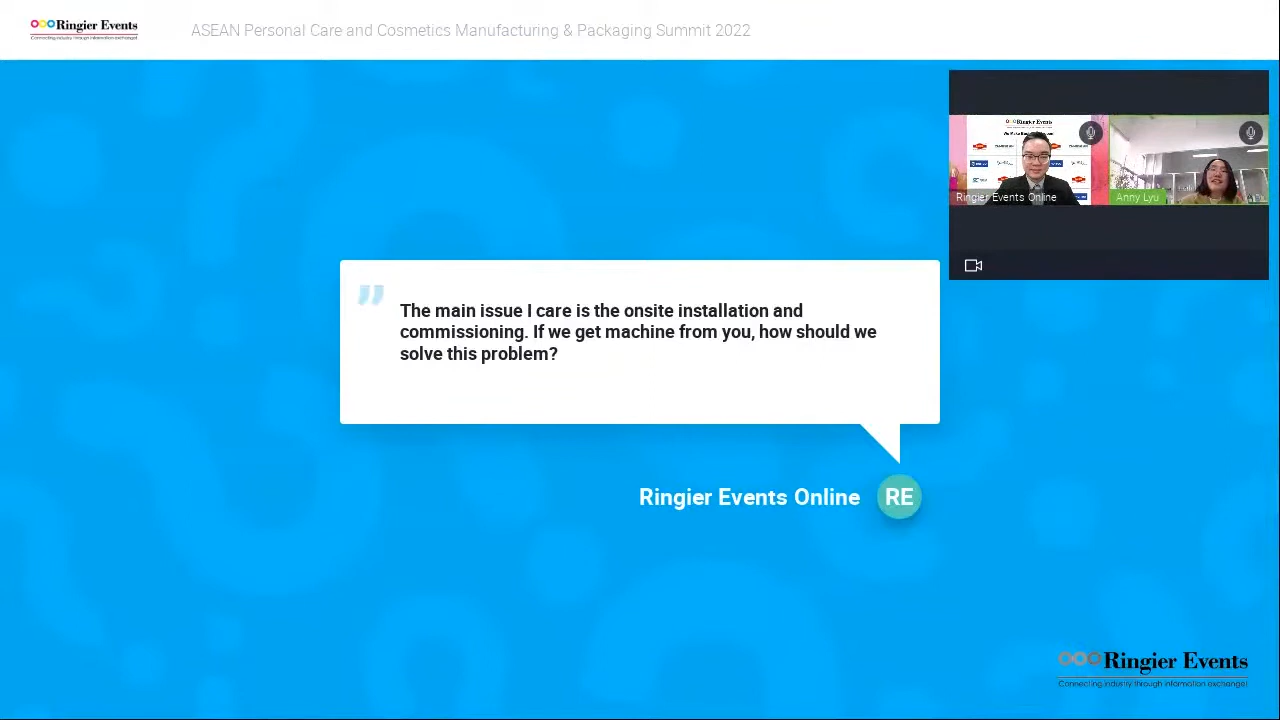 Ringier Events
Connecting industry through information exchange!
ASEAN Personal Care and Cosmetics Manufacturing & Packaging Summit 2022
Ringier Events
Ringier Events Online
Anny Lyu
"
The main issue I care is the onsite installation and
commissioning. If we get machine from you, how should we
solve this problem?
Ringier Events Online
RE
Ringier Events
Connecting industry through information exchange!